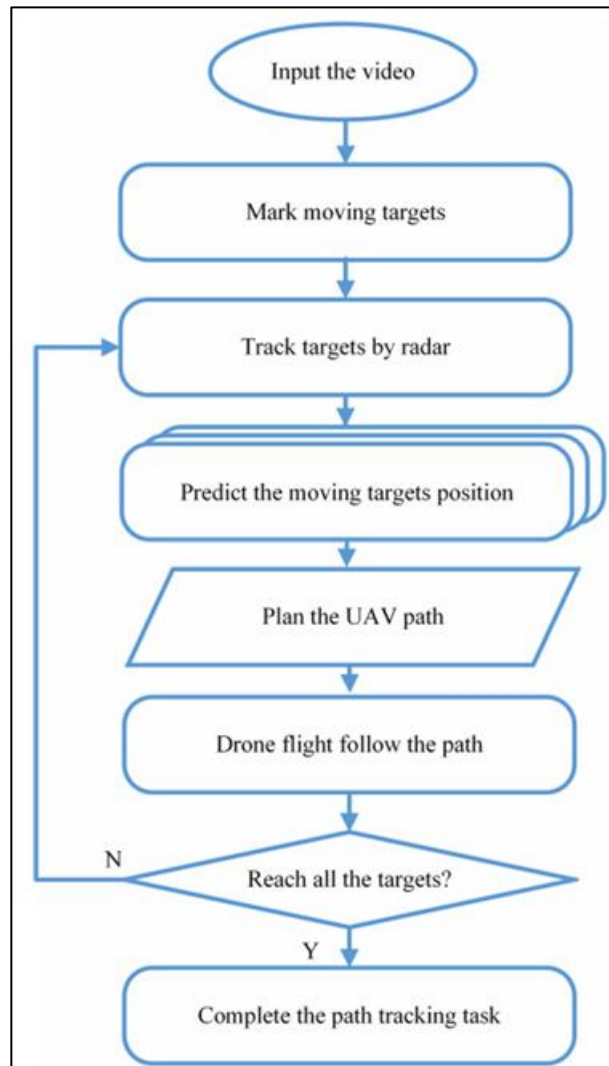 Input the video
Mark moving targets
Track targets by radar
Predict the moving targets position
Plan the UAV path
Drone flight follow the path
N
Reach all the targets?
Y
Complete the path tracking task